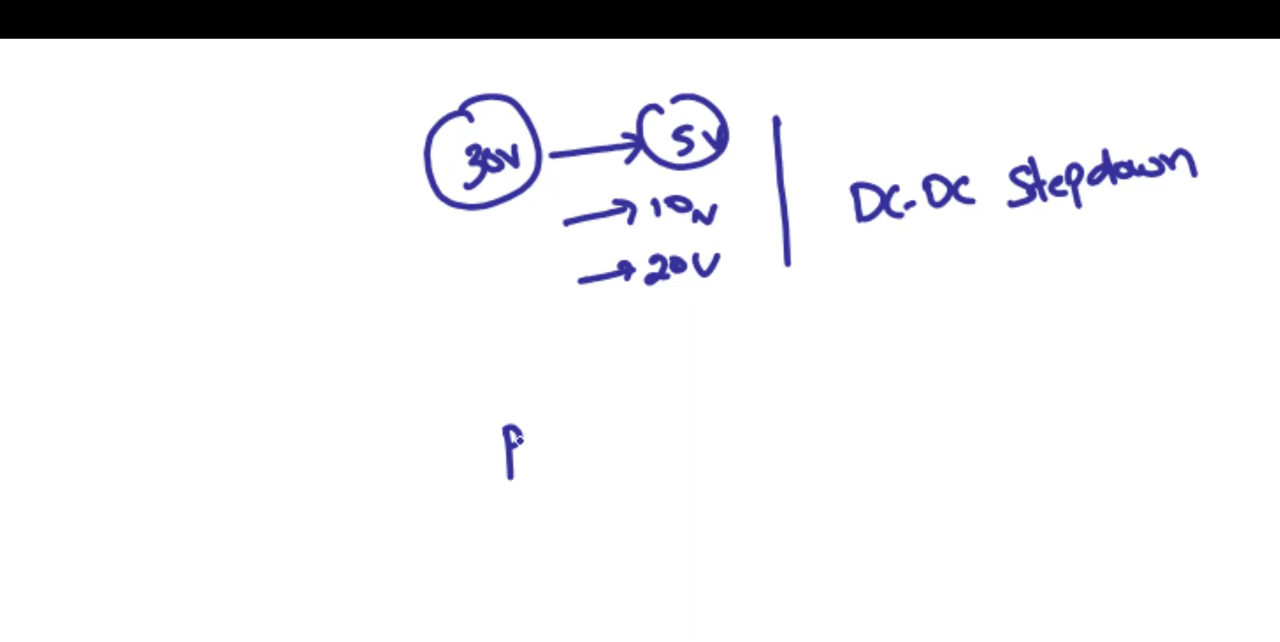 30V → 5V
→ 10V
→ 20V
DC-DC Stepdown
P